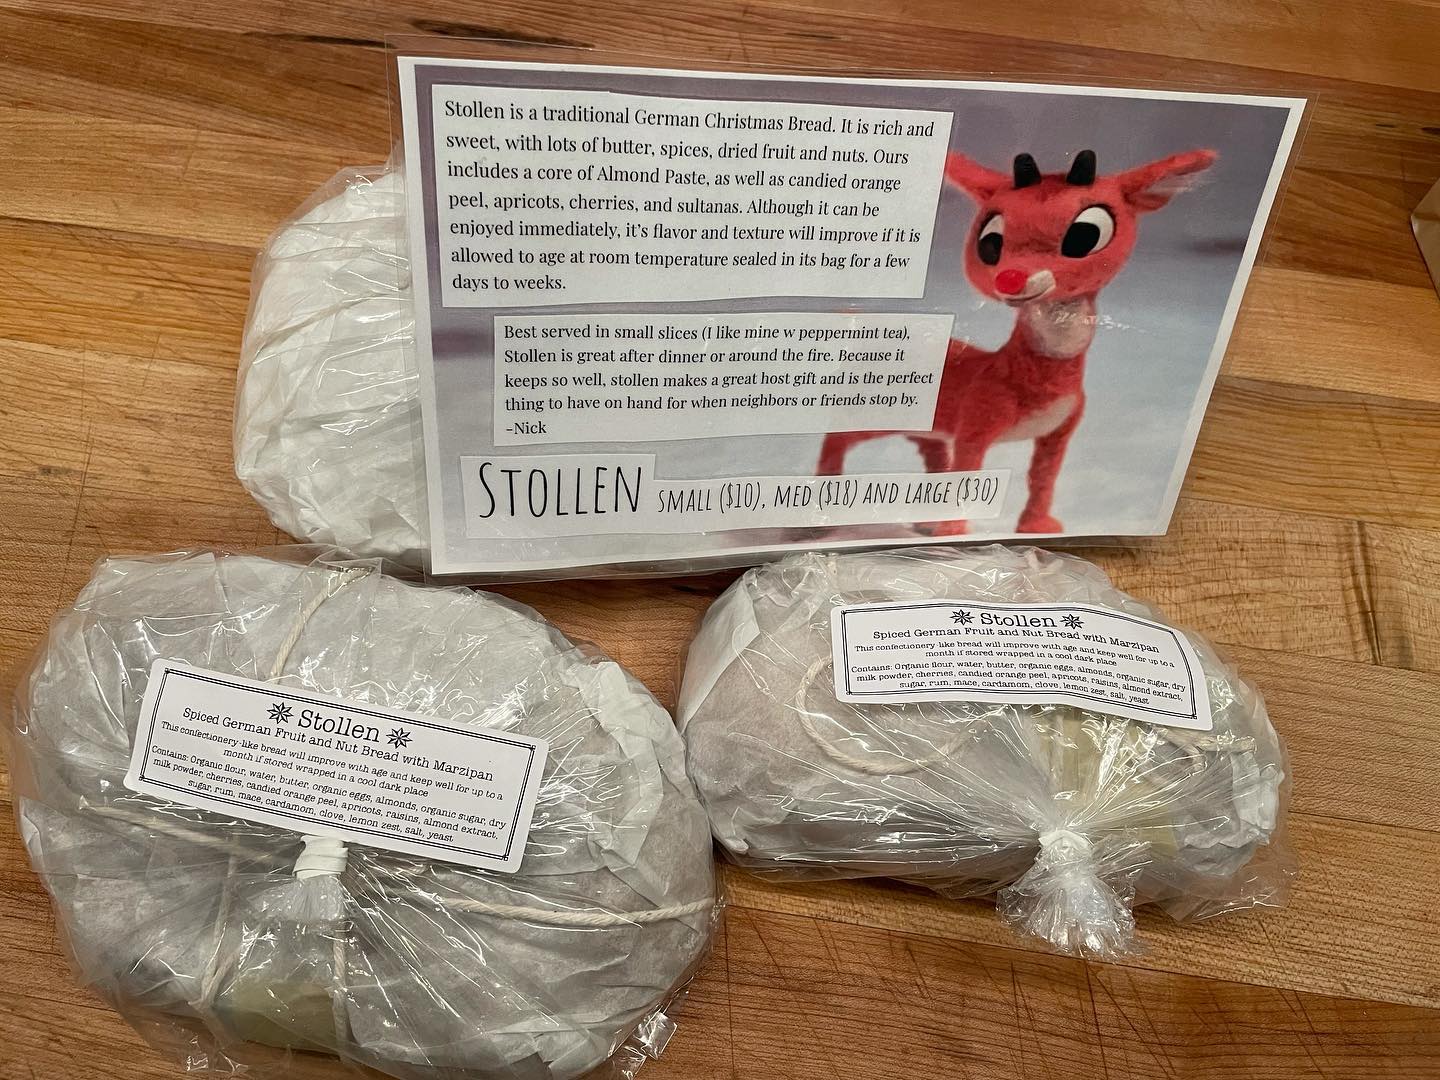 Stollen is a traditional German Christmas Bread. It is rich and
sweet, with lots of butter, spices, dried fruit and nuts. Ours
includes a core of Almond Paste, as well as candied orange
peel, apricots, cherries, and sultanas. Although it can be
enjoyed immediately, it's flavor and texture will improve if it is
allowed to age at room temperature sealed in its bag for a few
days to weeks.
Best served in small slices (I like mine w peppermint tea),
Stollen is great after dinner or around the fire. Because it
keeps so well, stollen makes a great host gift and is the perfect
thing to have on hand for when neighbors or friends stop by.
–Nick
STOLLEN SMALL ($10), MED ($18) AND LARGE ($30)
Stollen
Spiced German Fruit and Nut Bread with Marzipan
This confectionery-like bread will improve with age and keep well for up to a
month if stored wrapped in a cool dark place
Contains: Organic flour, water, butter, organic eggs, almonds, organic sugar, dry
milk powder, cherries, candied orange peel, apricots, raisins, almond extract,
sugar, rum, mace, cardamom, clove, lemon zest, salt, yeast
Stollen
Spiced German Fruit and Nut Bread with Marzipan
This confectionery-like bread will improve with age and keep well for up to a
month if stored wrapped in a cool dark place
Contains: Organic flour, water, butter, organic eggs, almonds, organic sugar, dry
milk powder, cherries, candied orange peel, apricots, raisins, almond extract,
sugar, rum, mace, cardamom, clove, lemon zest, salt, yeast